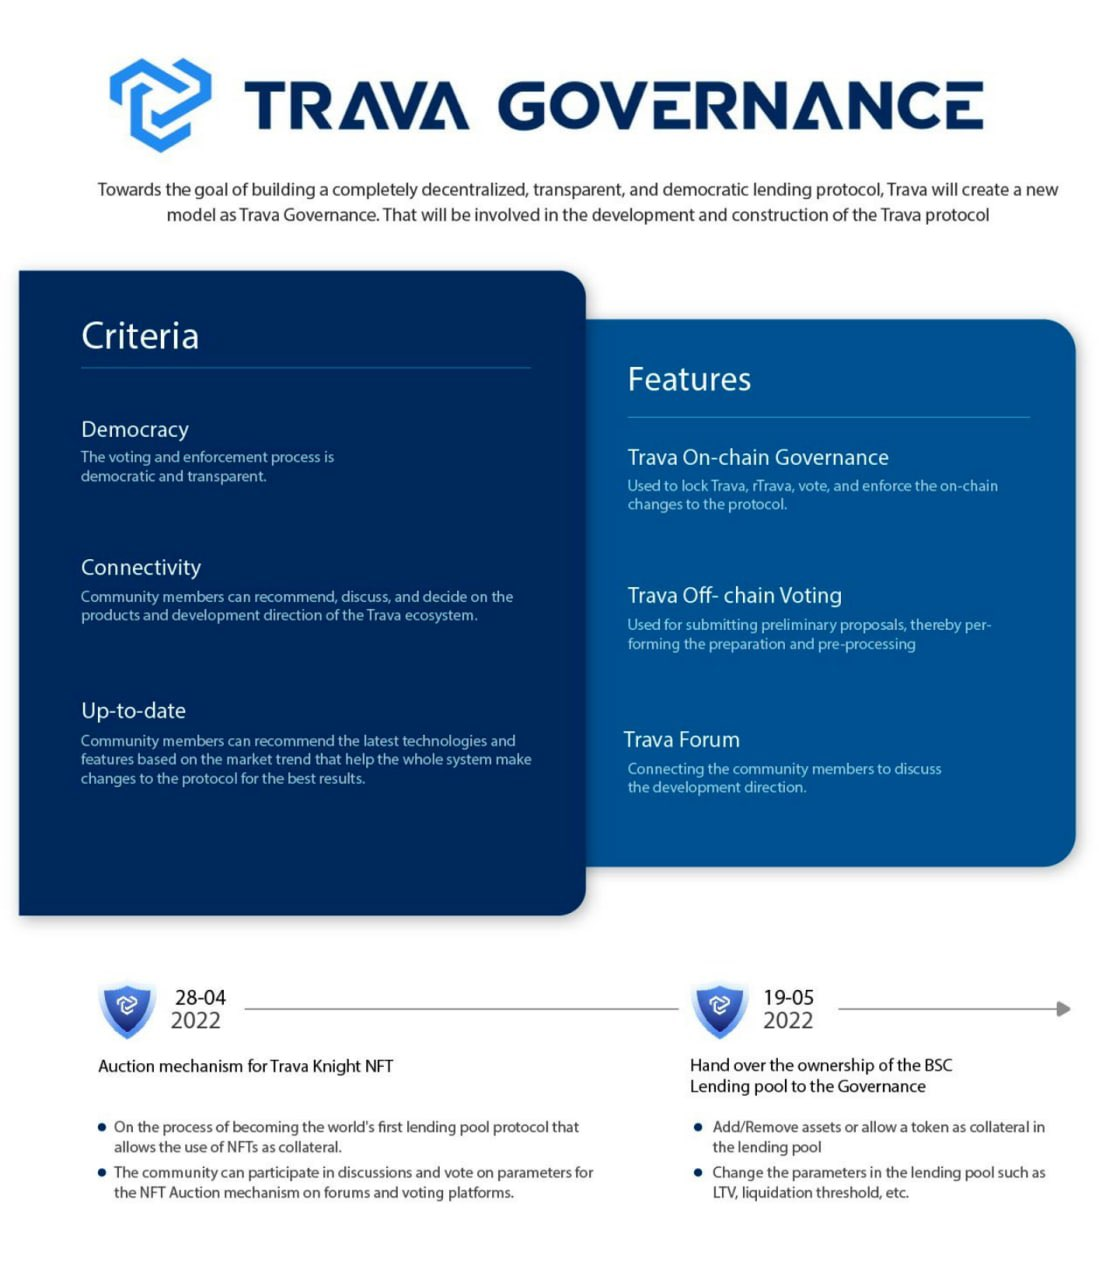 TRAVA GOVERNANCE
Towards the goal of building a completely decentralized, transparent, and democratic lending protocol, Trava will create a new
model as Trava Governance. That will be involved in the development and construction of the Trava protocol
Criteria
Democracy
The voting and enforcement process is
democratic and transparent.
Connectivity
Community members can recommend, discuss, and decide on the
products and development direction of the Trava ecosystem.
Up-to-date
Community members can recommend the latest technologies and
features based on the market trend that help the whole system make
changes to the protocol for the best results.
Features
Trava On-chain Governance
Used to lock Trava, rTrava, vote, and enforce the on-chain
changes to the protocol.
Trava Off- chain Voting
Used for submitting preliminary proposals, thereby per-
forming the preparation and pre-processing
Trava Forum
Connecting the community members to discuss
the development direction.
28-04
2022
Auction mechanism for Trava Knight NFT
• On the process of becoming the world's first lending pool protocol that
allows the use of NFTs as collateral.
• The community can participate in discussions and vote on parameters for
the NFT Auction mechanism on forums and voting platforms.
19-05
2022
Hand over the ownership of the BSC
Lending pool to the Governance
• Add/Remove assets or allow a token as collateral in
the lending pool
• Change the parameters in the lending pool such as
LTV, liquidation threshold, etc.